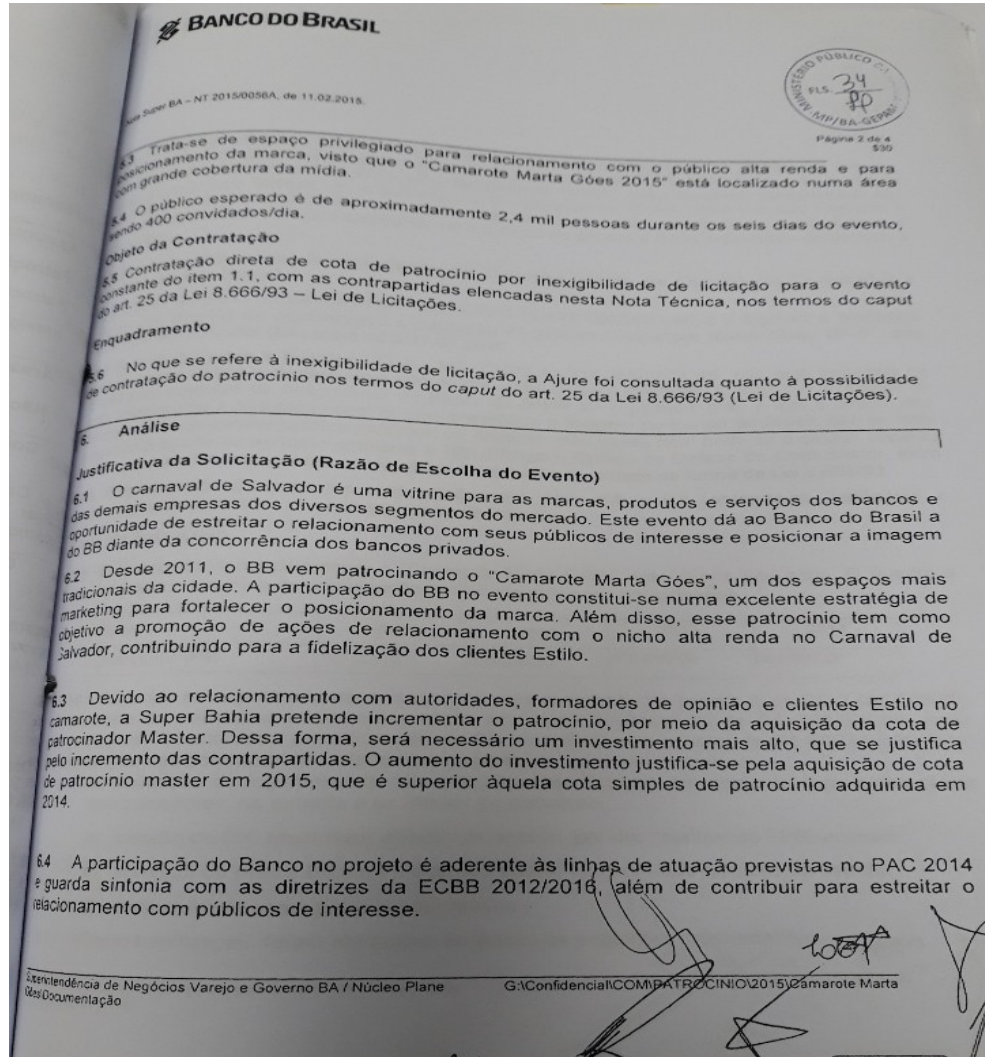 BANCO DO BRASIL
MINISTÉRIO PÚBLICO DA
FLS. 34
MP/BA-GEPAM
Super BA – NT 2015/0056A, de 11.02.2015.
Página 2 de 4
$30
5.3 Trata-se de espaço privilegiado para relacionamento com o público alta renda e para
posicionamento da marca, visto que o "Camarote Marta Góes 2015" está localizado numa área
com grande cobertura da mídia.
5.4 O público esperado é de aproximadamente 2,4 mil pessoas durante os seis dias do evento,
sendo 400 convidados/dia.
Objeto da Contratação
5.5 Contratação direta de cota de patrocínio por inexigibilidade de licitação para o evento
constante do item 1.1, com as contrapartidas elencadas nesta Nota Técnica, nos termos do caput
do art. 25 da Lei 8.666/93 – Lei de Licitações.
Enquadramento
5.6 No que se refere à inexigibilidade de licitação, a Ajure foi consultada quanto à possibilidade
de contratação do patrocínio nos termos do caput do art. 25 da Lei 8.666/93 (Lei de Licitações).
6. Análise
Justificativa da Solicitação (Razão de Escolha do Evento)
6.1 O carnaval de Salvador é uma vitrine para as marcas, produtos e serviços dos bancos e
das demais empresas dos diversos segmentos do mercado. Este evento dá ao Banco do Brasil a
oportunidade de estreitar o relacionamento com seus públicos de interesse e posicionar a imagem
do BB diante da concorrência dos bancos privados.
6.2 Desde 2011, o BB vem patrocinando o "Camarote Marta Góes", um dos espaços mais
tradicionais da cidade. A participação do BB no evento constitui-se numa excelente estratégia de
marketing para fortalecer o posicionamento da marca. Além disso, esse patrocínio tem como
objetivo a promoção de ações de relacionamento com o nicho alta renda no Carnaval de
Salvador, contribuindo para a fidelização dos clientes Estilo.
6.3 Devido ao relacionamento com autoridades, formadores de opinião e clientes Estilo no
camarote, a Super Bahia pretende incrementar o patrocínio, por meio da aquisição da cota de
patrocinador Master. Dessa forma, será necessário um investimento mais alto, que se justifica
pelo incremento das contrapartidas. O aumento do investimento justifica-se pela aquisição de cota
de patrocínio master em 2015, que é superior àquela cota simples de patrocínio adquirida em
2014.
6.4 A participação do Banco no projeto é aderente às linhas de atuação previstas no PAC 2014
e guarda sintonia com as diretrizes da ECBB 2012/2016, além de contribuir para estreitar o
relacionamento com públicos de interesse.
Superintendência de Negócios Varejo e Governo BA / Núcleo Plane G:\Confidencial\COM\PATROCINIO\2015\Camarote Marta
Góes\Documentação